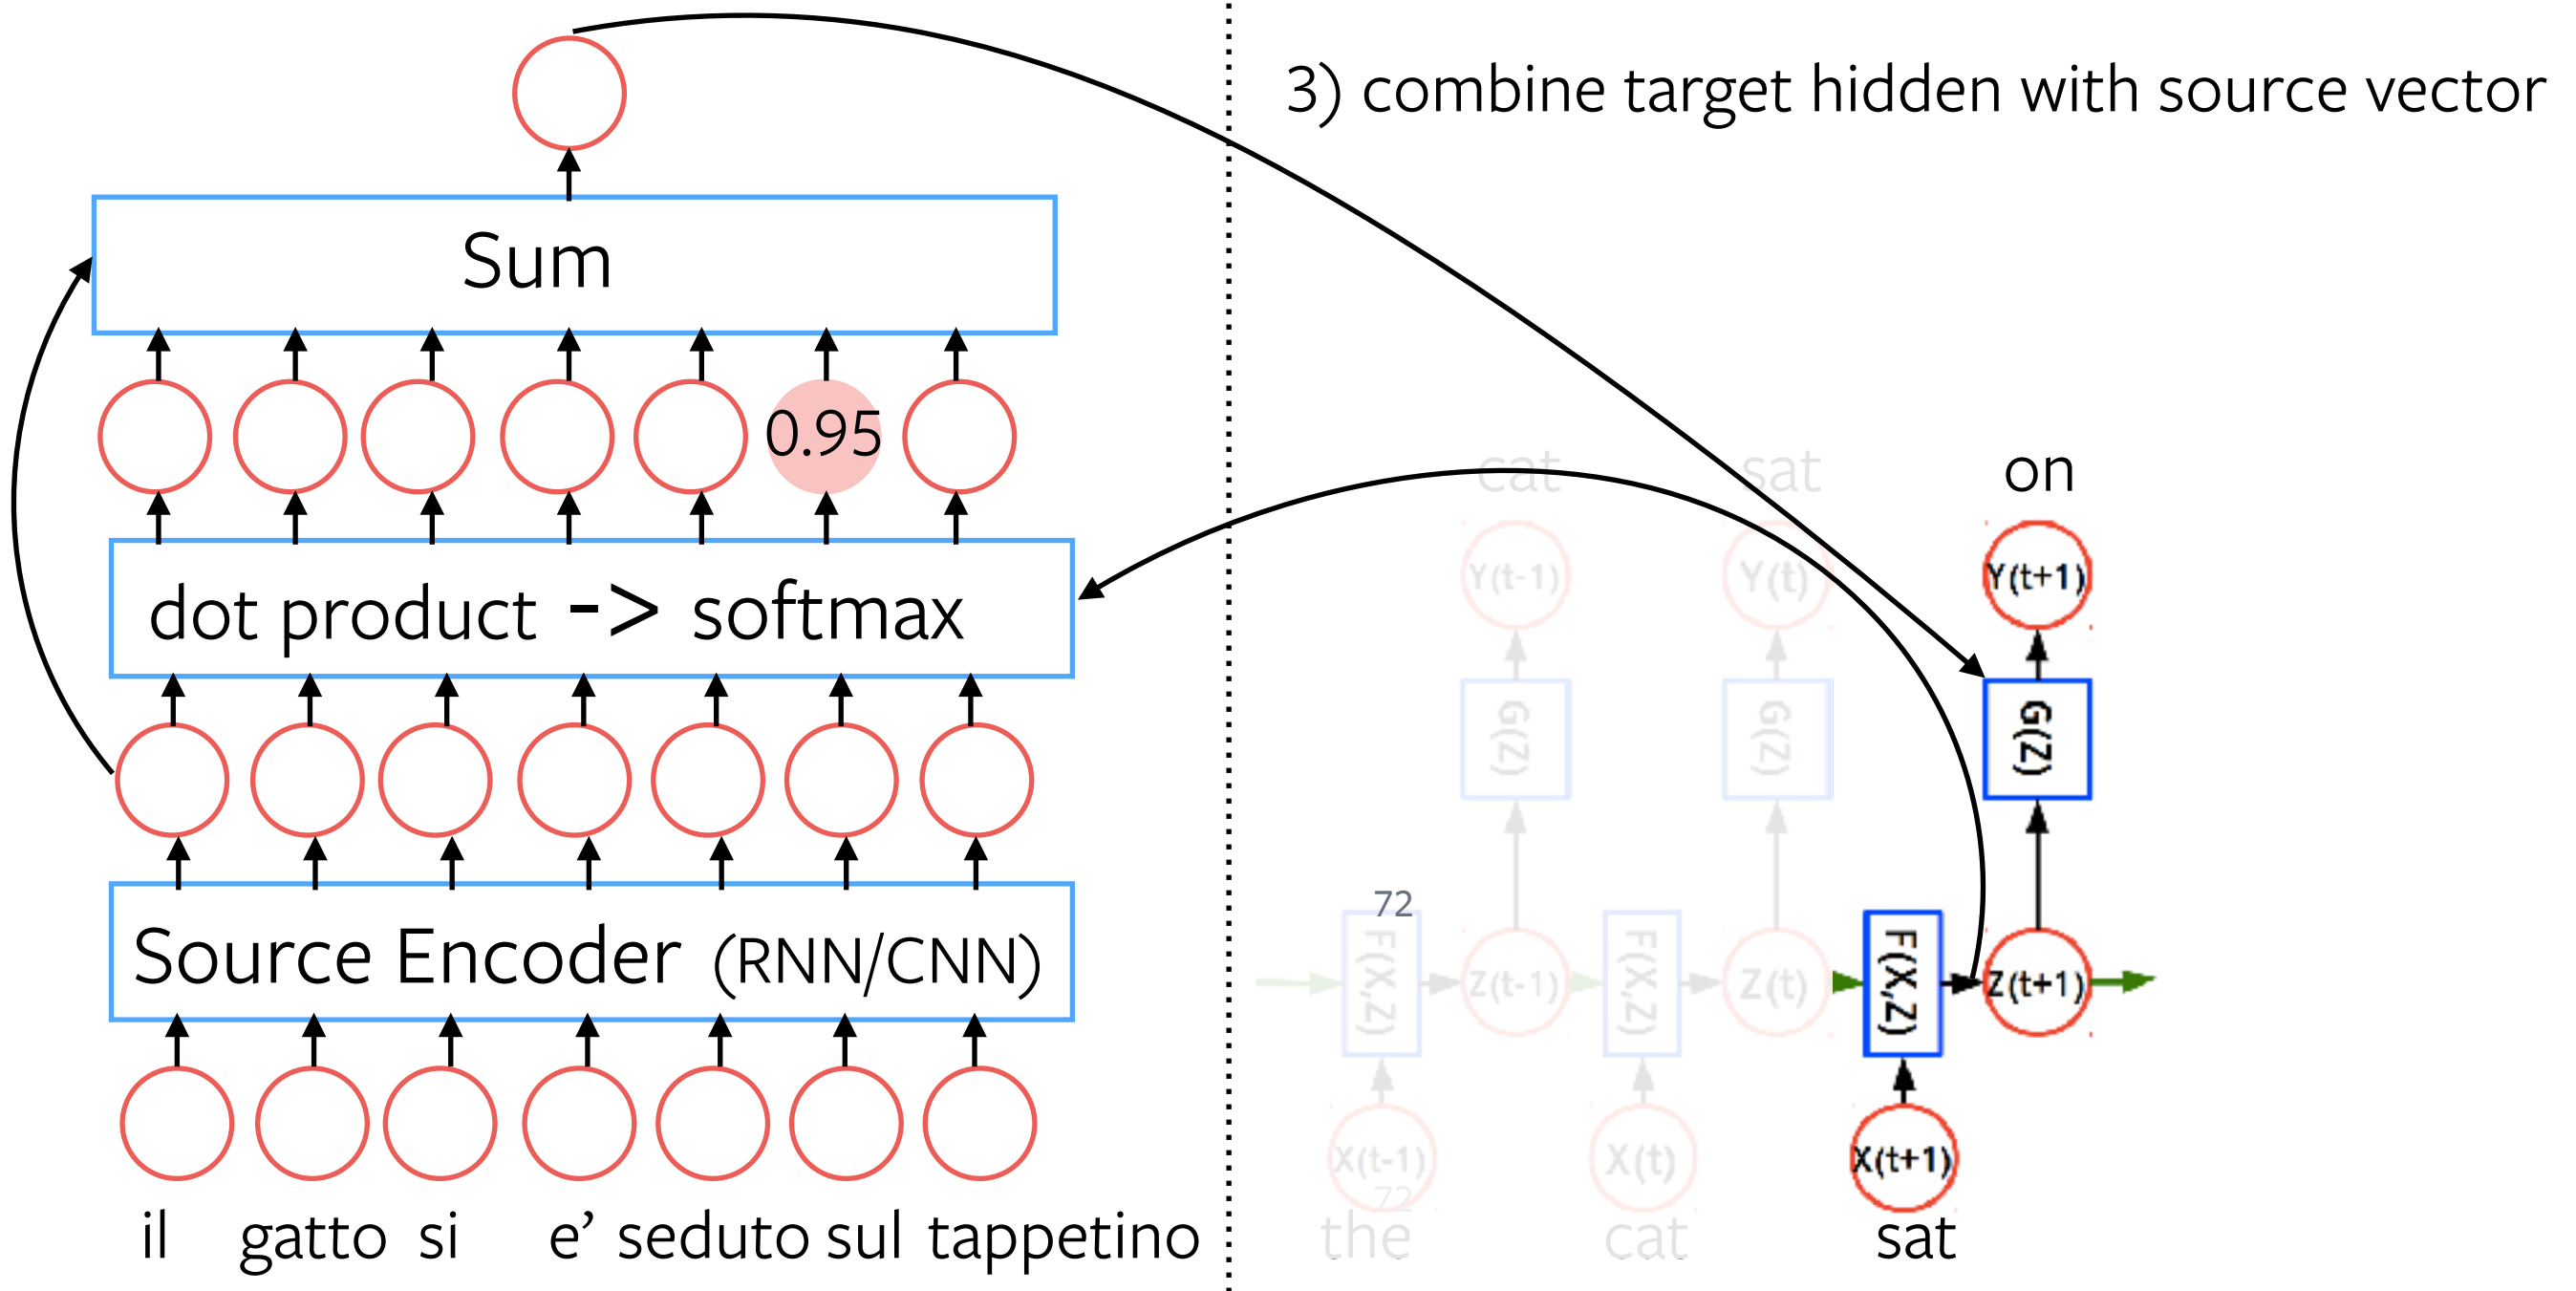 3) combine target hidden with source vector
Sum
0.95
dot product -> softmax
Source Encoder (RNN/CNN)
il gatto si e’ seduto sul tappetino
cat sat on
Y(t-1) Y(t) Y(t+1)
G(Z) G(Z) G(Z)
72
F(X,Z) F(X,Z) F(X,Z)
Z(t-1) Z(t) Z(t+1)
X(t-1) X(t) X(t+1)
72
the cat sat